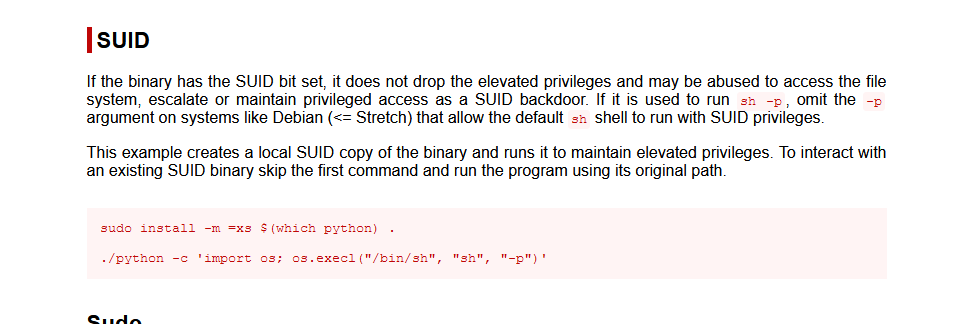 SUID
If the binary has the SUID bit set, it does not drop the elevated privileges and may be abused to access the file
system, escalate or maintain privileged access as a SUID backdoor. If it is used to run sh -p, omit the -p
argument on systems like Debian (<= Stretch) that allow the default sh shell to run with SUID privileges.
This example creates a local SUID copy of the binary and runs it to maintain elevated privileges. To interact with
an existing SUID binary skip the first command and run the program using its original path.
sudo install -m =xs $(which python) .
./python -c 'import os; os.execl("/bin/sh", "sh", "-p")'
Sudo